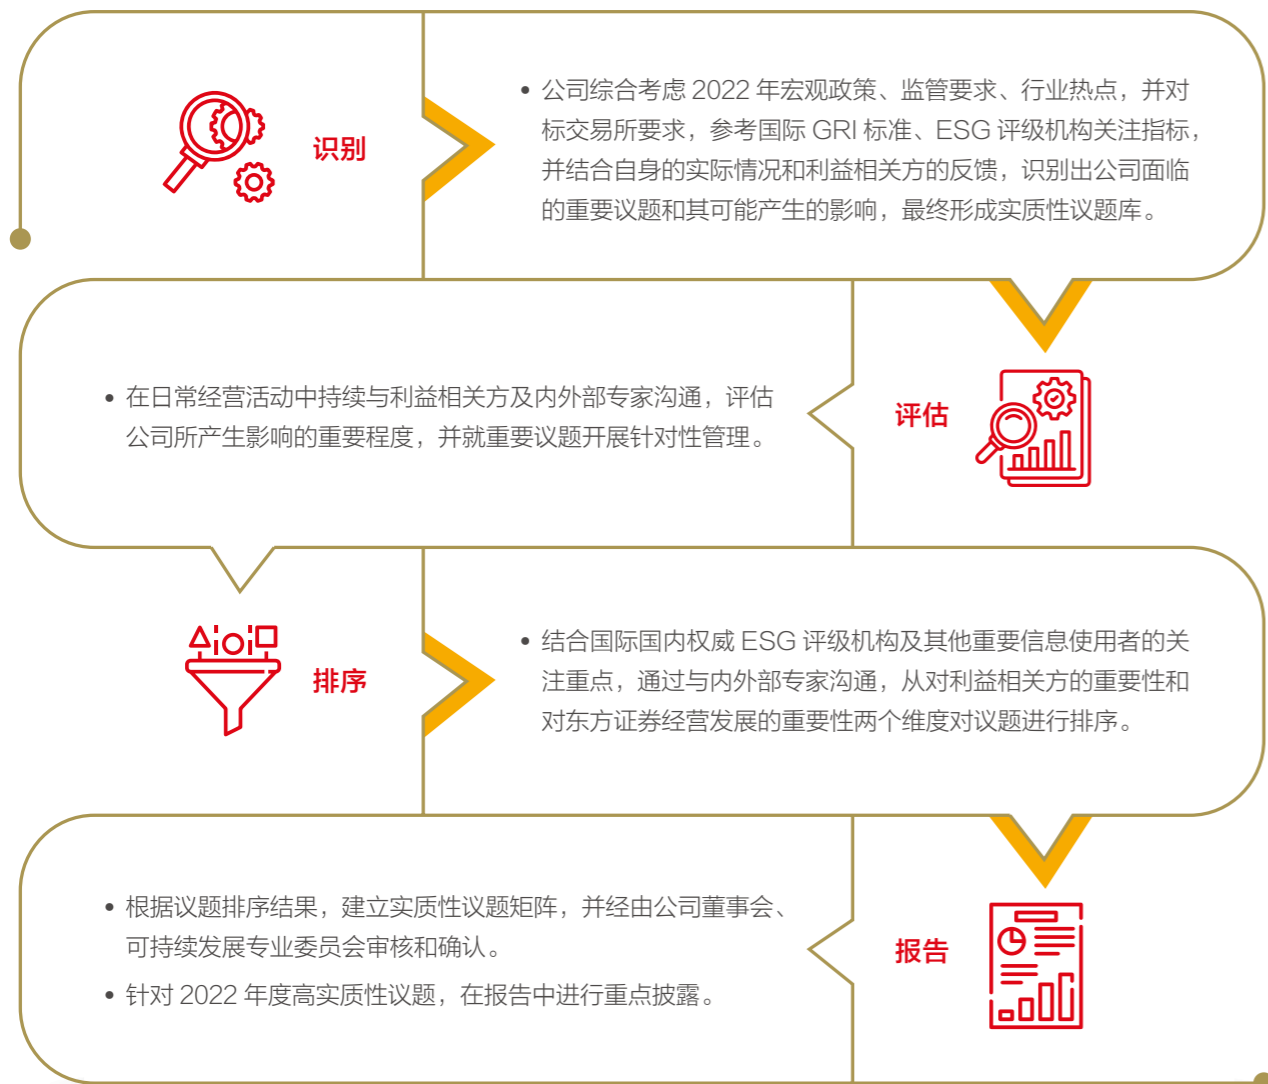 识别
• 公司综合考虑 2022 年宏观政策、监管要求、行业热点，并对
标交易所要求，参考国际 GRI 标准、ESG 评级机构关注指标，
并结合自身的实际情况和利益相关方的反馈，识别出公司面临
的重要议题和其可能产生的影响，最终形成实质性议题库。
• 在日常经营活动中持续与利益相关方及内外部专家沟通，评估
公司所产生影响的重要程度，并就重要议题开展针对性管理。
评估
排序
• 结合国际国内权威 ESG 评级机构及其他重要信息使用者的关
注重点，通过与内外部专家沟通，从对利益相关方的重要性和
对东方证券经营发展的重要性两个维度对议题进行排序。
• 根据议题排序结果，建立实质性议题矩阵，并经由公司董事会、
可持续发展专业委员会审核和确认。
• 针对 2022 年度高实质性议题，在报告中进行重点披露。
报告